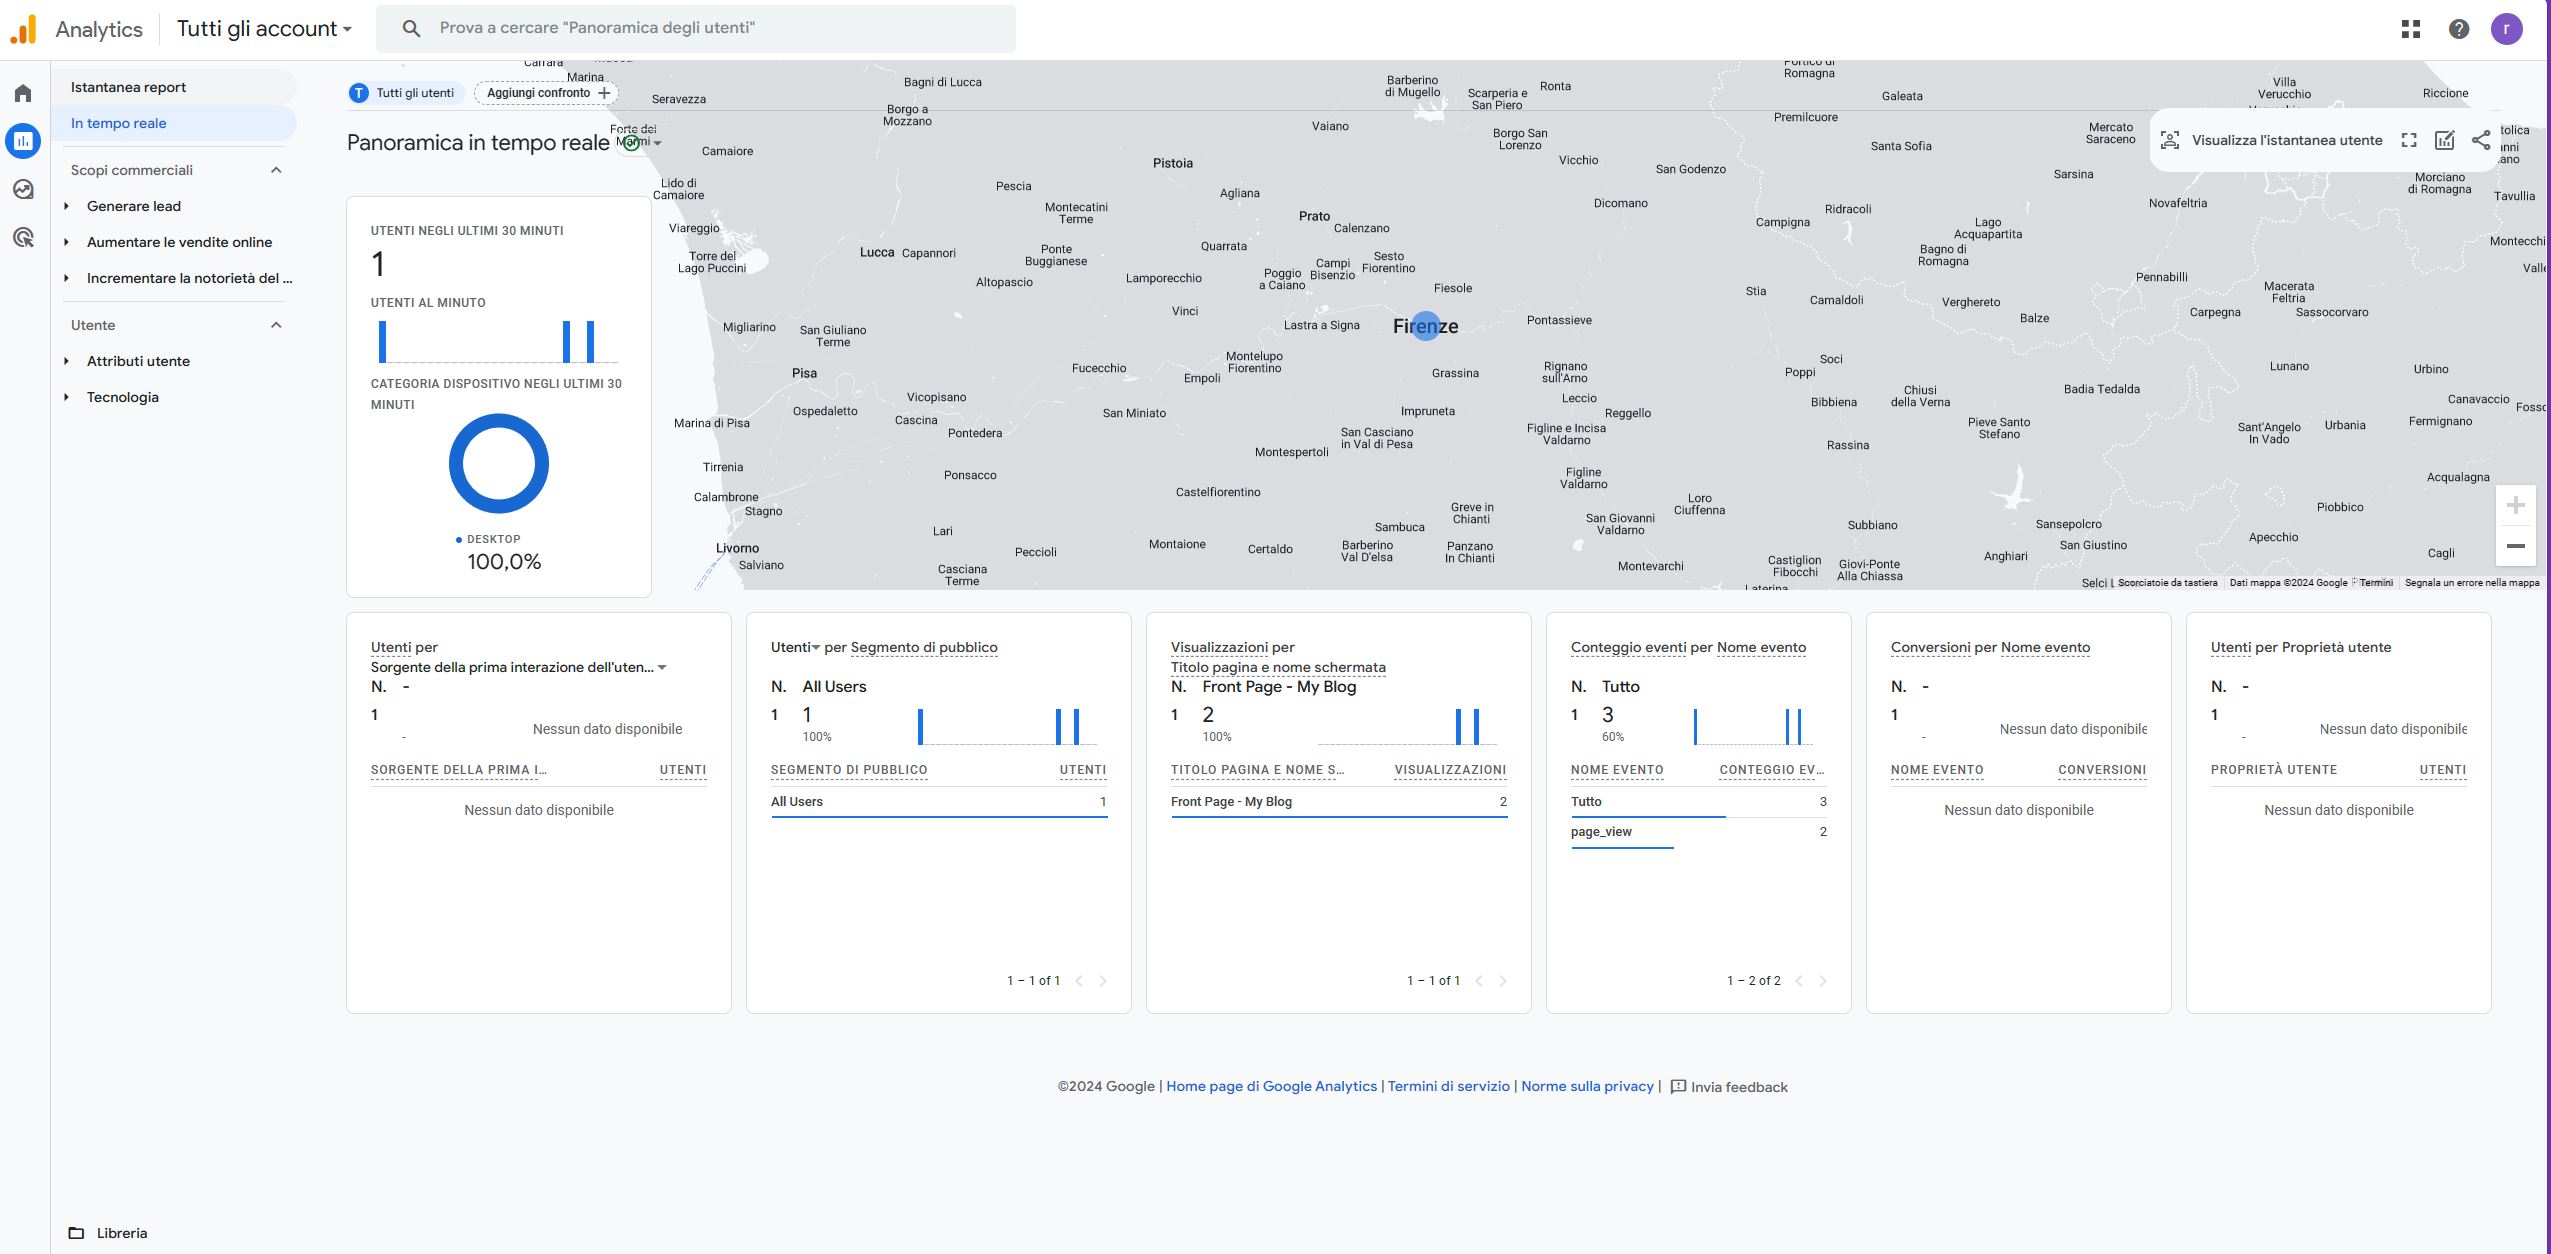 Analytics
Tutti gli account
Prova a cercare "Panoramica degli utenti"
r
Istantanea report
In tempo reale
Scopi commerciali
Generare lead
Aumentare le vendite online
Incrementare la notorietà del ...
Utente
Attributi utente
Tecnologia
Libreria
T Tutti gli utenti
Aggiungi confronto
Panoramica in tempo reale
Visualizza l'istantanea utente
UTENTI NEGLI ULTIMI 30 MINUTI
1
UTENTI AL MINUTO
CATEGORIA DISPOSITIVO NEGLI ULTIMI 30
MINUTI
DESKTOP
100,0%
Carrara
Marina
Seravezza
Bagni di Lucca
Borgo a
Mozzano
Forte dei
Marmi
Camaiore
Lido di
Camaiore
Viareggio
Torre del
Lago Puccini
Lucca
Capannori
Pescia
Montecatini
Terme
Ponte
Buggianese
Altopascio
Pistoia
Agliana
Quarrata
Lamporecchio
Vinci
Prato
Calenzano
Poggio
a Caiano
Campi
Bisenzio
Sesto
Fiorentino
Fiesole
Vaiano
Barberino
di Mugello
Scarperia e
San Piero
Ronta
Borgo San
Lorenzo
Vicchio
San Godenzo
Dicomano
Portico di
Romagna
Galeata
Premilcuore
Santa Sofia
Campigna
Ridracoli
Lago
Acquapartita
Bagno di
Romagna
Sarsina
Mercato
Saraceno
Villa
Verucchio
Riccione
Morciano
di Romagna
Tavullia
Novafeltria
Montecchi
Valle
Pennabilli
Macerata
Feltria
Carpegna
Sassocorvaro
Stia
Camaldoli
Verghereto
Balze
Migliarino
San Giuliano
Terme
Lastra a Signa
Firenze
Pontassieve
Pisa
Fucecchio
Empoli
Montelupo
Fiorentino
Grassina
Rignano
sull'Arno
Soci
Poppi
Chiusi
della Verna
Badia Tedalda
Lunano
Urbino
Ospedaletto
Vicopisano
Cascina
Pontedera
San Miniato
Impruneta
Leccio
Reggello
Bibbiena
Canavaccio
Fosso
Marina di Pisa
San Casciano
in Val di Pesa
Figline e Incisa
Valdarno
Pieve Santo
Stefano
Sant'Angelo
In Vado
Urbania
Fermignano
Rassina
Montespertoli
Tirrenia
Ponsacco
Figline
Valdarno
Acqualagna
Calambrone
Stagno
Castelfiorentino
Loro
Ciuffenna
Greve in
Chianti
Piobbico
Lari
Sambuca
San Giovanni
Valdarno
Subbiano
Sansepolcro
Apecchio
Livorno
Salviano
Peccioli
Montaione
Certaldo
Barberino
Val D'elsa
Panzano
In Chianti
Montevarchi
Castiglion
Fibocchi
Giovi-Ponte
Alla Chiassa
Anghiari
San Giustino
Cagli
Casciana
Terme
Laterina
Selci
Scorciatoie da tastiera
Dati mappa ©2024 Google
Termini
Segnala un errore nella mappa
Utenti per
Sorgente della prima interazione dell'uten...
N. -
1
-
Nessun dato disponibile
SORGENTE DELLA PRIMA I... UTENTI
Nessun dato disponibile
Utenti per Segmento di pubblico
N. All Users
1 1
100%
SEGMENTO DI PUBBLICO UTENTI
All Users 1
1 – 1 of 1
Visualizzazioni per
Titolo pagina e nome schermata
N. Front Page - My Blog
1 2
100%
TITOLO PAGINA E NOME S... VISUALIZZAZIONI
Front Page - My Blog 2
1 – 1 of 1
Conteggio eventi per Nome evento
N. Tutto
1 3
60%
NOME EVENTO CONTEGGIO EV...
Tutto 3
page_view 2
1 – 2 of 2
Conversioni per Nome evento
N. -
1
-
Nessun dato disponibile
NOME EVENTO CONVERSIONI
Nessun dato disponibile
Utenti per Proprietà utente
N. -
1
-
Nessun dato disponibile
PROPRIETÀ UTENTE UTENTI
Nessun dato disponibile
©2024 Google | Home page di Google Analytics | Termini di servizio | Norme sulla privacy | Invia feedback